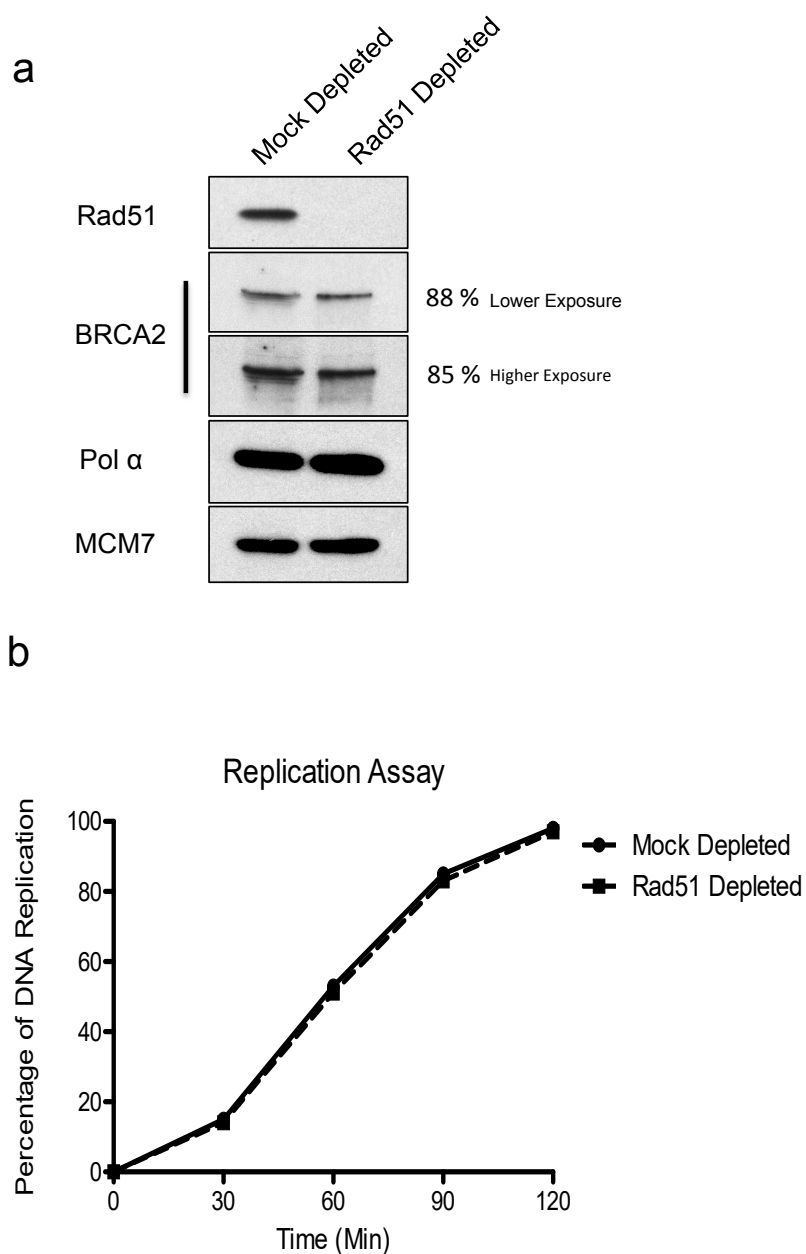 a
Mock Depleted
Rad51 Depleted
Rad51
BRCA2
88 % Lower Exposure
85 % Higher Exposure
Pol α
MCM7
b
Replication Assay
Percentage of DNA Replication
100
80
60
40
20
0
0 30 60 90 120
Time (Min)
Mock Depleted
Rad51 Depleted